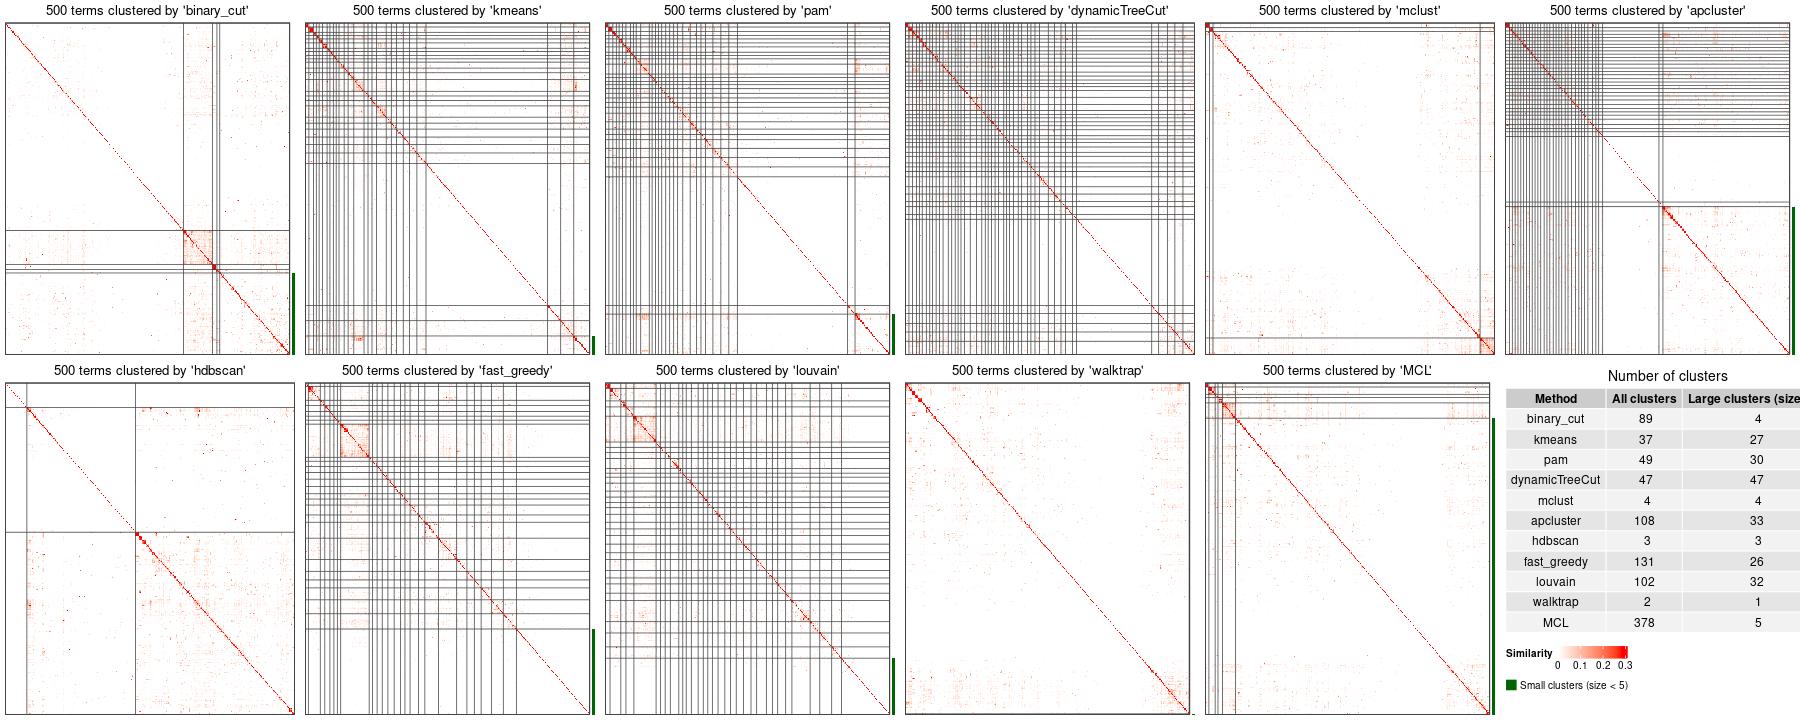 500 terms clustered by 'binary_cut'
500 terms clustered by 'kmeans'
500 terms clustered by 'pam'
500 terms clustered by 'dynamicTreeCut'
500 terms clustered by 'mclust'
500 terms clustered by 'apcluster'
500 terms clustered by 'hdbscan'
500 terms clustered by 'fast_greedy'
500 terms clustered by 'louvain'
500 terms clustered by 'walktrap'
500 terms clustered by 'MCL'
Number of clusters
Method All clusters Large clusters (size
binary_cut 89 4
kmeans 37 27
pam 49 30
dynamicTreeCut 47 47
mclust 4 4
apcluster 108 33
hdbscan 3 3
fast_greedy 131 26
louvain 102 32
walktrap 2 1
MCL 378 5
Similarity
0 0.1 0.2 0.3
Small clusters (size < 5)